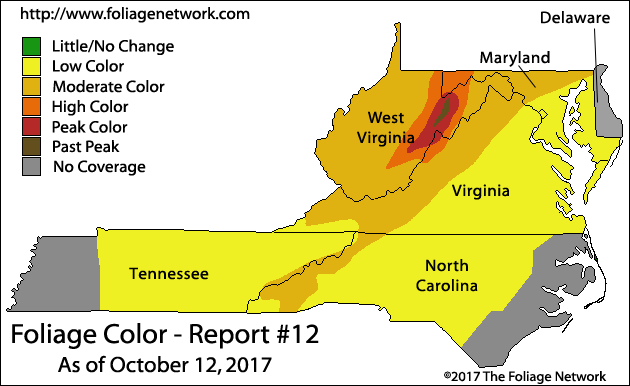 http://www.foliagenetwork.com
Delaware
Little/No Change
Low Color
Maryland
Moderate Color
High Color
Peak Color
Past Peak
No Coverage
West
Virginia
Virginia
Tennessee
North
Carolina
Foliage Color - Report #12
As of October 12, 2017
©2017 The Foliage Network